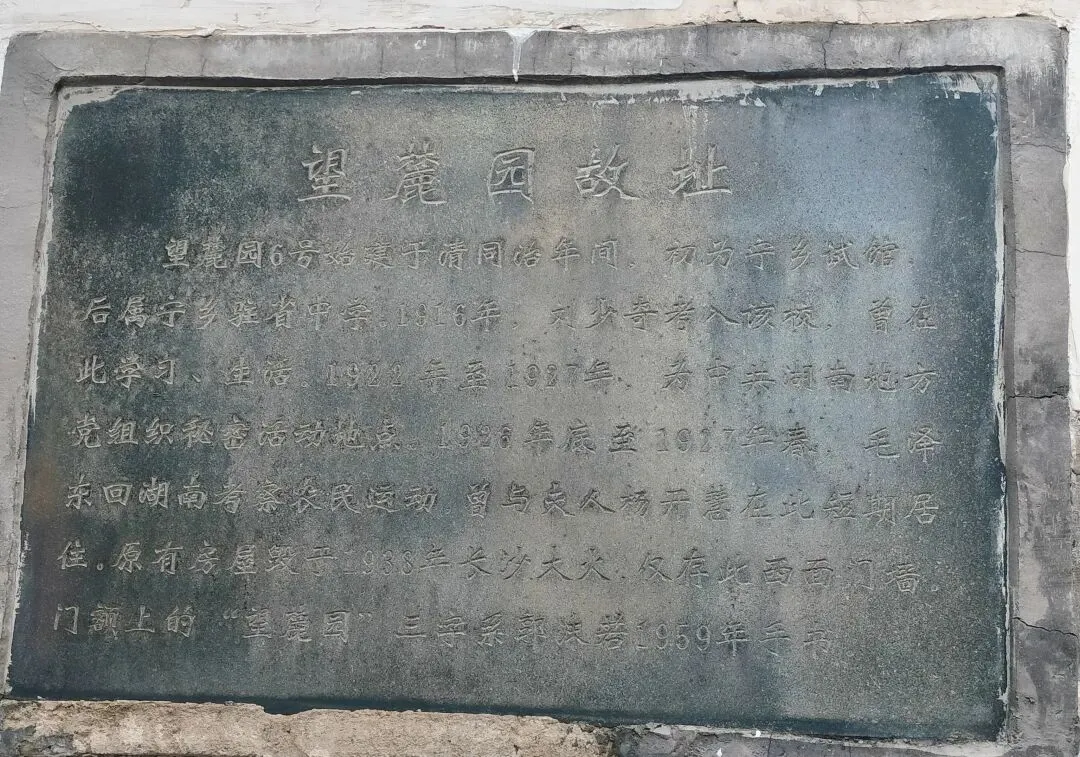 望麓园故址
望麓园6号始建于清同治年间，初为宁乡试馆，
后属宁乡驻省中学。1916年，刘少奇考入该校，曾在
此学习、生活。1922年至1927年，为中共湖南地方
党组织秘密活动地点。1926年底至1927年春，毛泽
东回湖南考察农民运动，曾与夫人杨开慧在此短期居
住。原有房屋毁于1938年长沙大火，仅存此西面门墙。
门额上的“望麓园”三字系郭沫若1959年手书